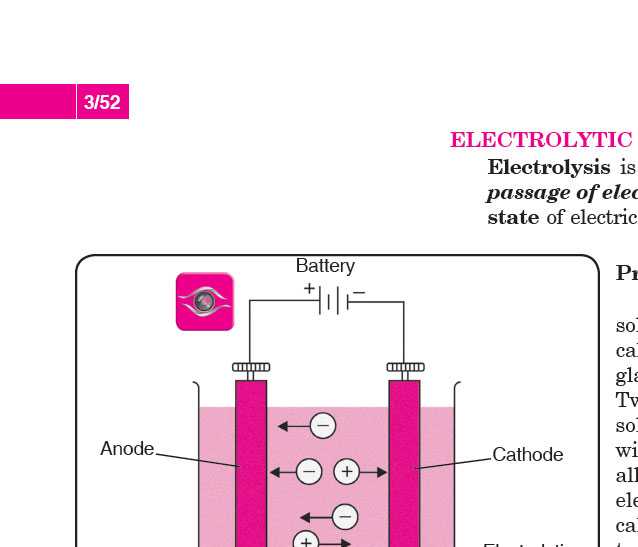 3/52
ELECTROLYTIC
Electrolysis is
passage of elec
state of electric
Battery
+ −
Anode
Cathode
− 
− +
−
+
Pr
sol
cal
gla
Tw
sol
wi
all
ele
cal